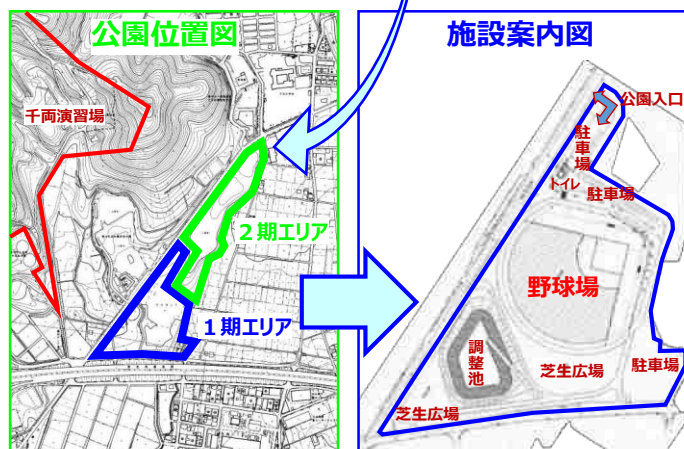 公園位置図
千両演習場
2期エリア
1期エリア
施設案内図
公園入口
駐車場
トイレ
駐車場
野球場
調整池
芝生広場
駐車場
芝生広場